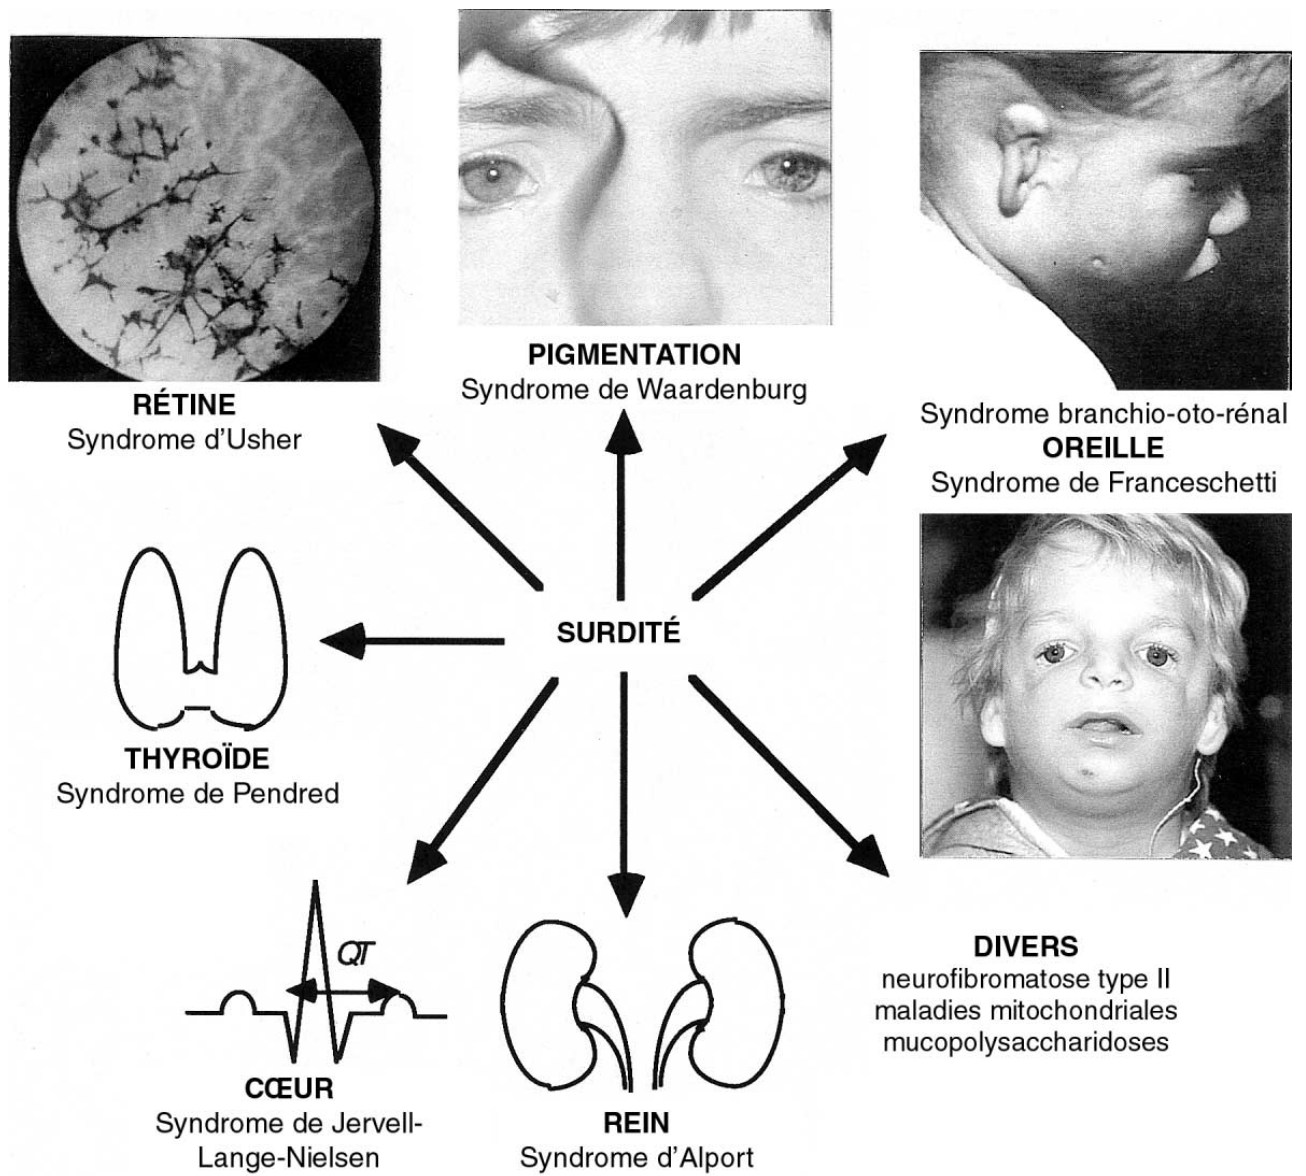 PIGMENTATION
Syndrome de Waardenburg
RÉTINE
Syndrome d'Usher
Syndrome branchio-oto-rénal
OREILLE
Syndrome de Franceschetti
SURDITÉ
THYROÏDE
Syndrome de Pendred
QT
CŒUR
Syndrome de Jervell-
Lange-Nielsen
REIN
Syndrome d'Alport
DIVERS
neurofibromatose type II
maladies mitochondriales
mucopolysaccharidoses